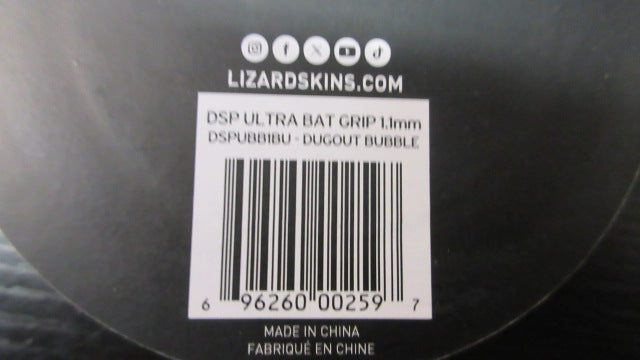 LIZARDSKINS.COM
DSP ULTRA BAT GRIP 1.1mm
DSPUBB1BU - DUGOUT BUBBLE
6 96260 00259 7
MADE IN CHINA
FABRIQUÉ EN CHINE